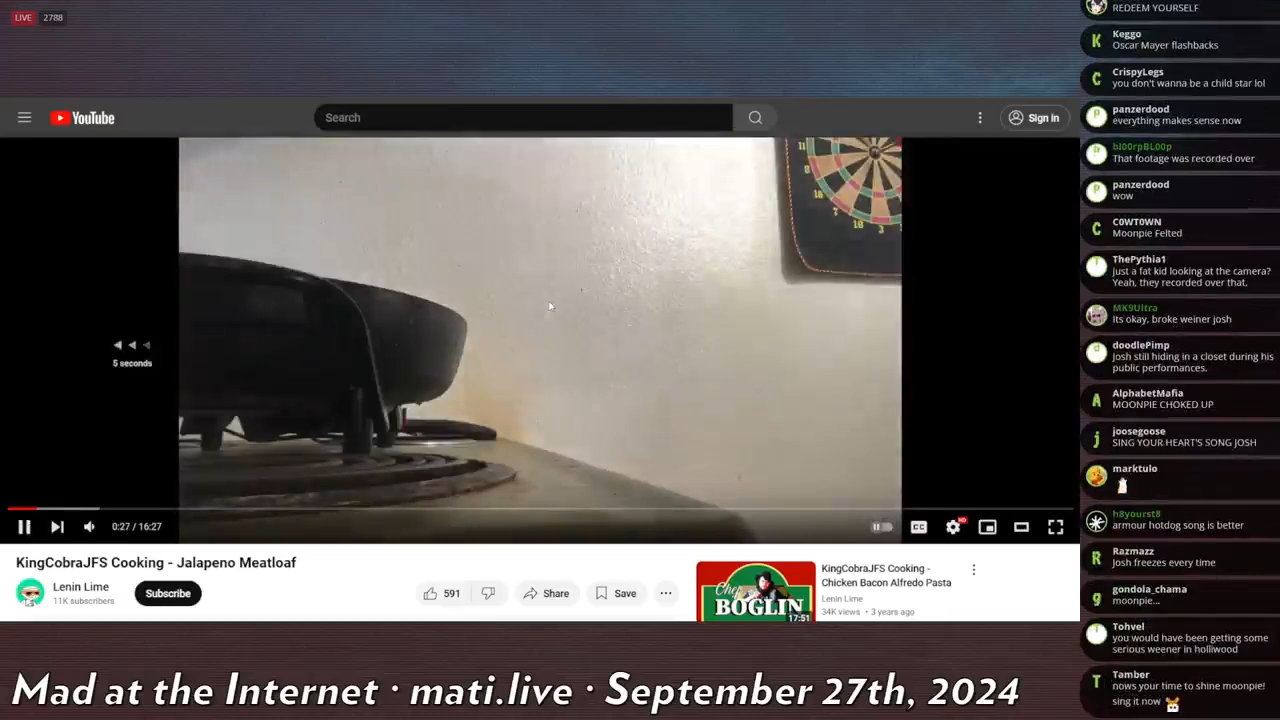 LIVE 2788
YouTube
Search
Sign in
11
8
16
7
19
3
5 seconds
0:27 / 16:27
CC
HD
KingCobraJFS Cooking - Jalapeno Meatloaf
Lenin Lime
11K subscribers
Subscribe
591
Share
Save
Chef
BOGLIN
17:51
KingCobraJFS Cooking -
Chicken Bacon Alfredo Pasta
Lenin Lime
34K views • 3 years ago
Mad at the Internet · mati.live · September 27th, 2024
REDEEM YOURSELF
K
Keggo
Oscar Mayer flashbacks
C
CrispyLegs
you don't wanna be a child star lol
panzerdood
everything makes sense now
bl00rpBL00p
That footage was recorded over
panzerdood
wow
C
C0WT0WN
Moonpie Felted
ThePythia1
Just a fat kid looking at the camera?
Yeah, they recorded over that.
MK9Ultra
Its okay, broke weiner josh
doodlePimp
Josh still hiding in a closet during his
public performances.
A
AlphabetMafia
MOONPIE CHOKED UP
j
joosegoose
SING YOUR HEART'S SONG JOSH
marktulo
h8yourst8
armour hotdog song is better
R
Razmazz
Josh freezes every time
g
gondola_chama
moonpie...
Tohvel
you would have been getting some
serious weener in holliwood
T
Tamber
nows your time to shine moonpie!
sing it now